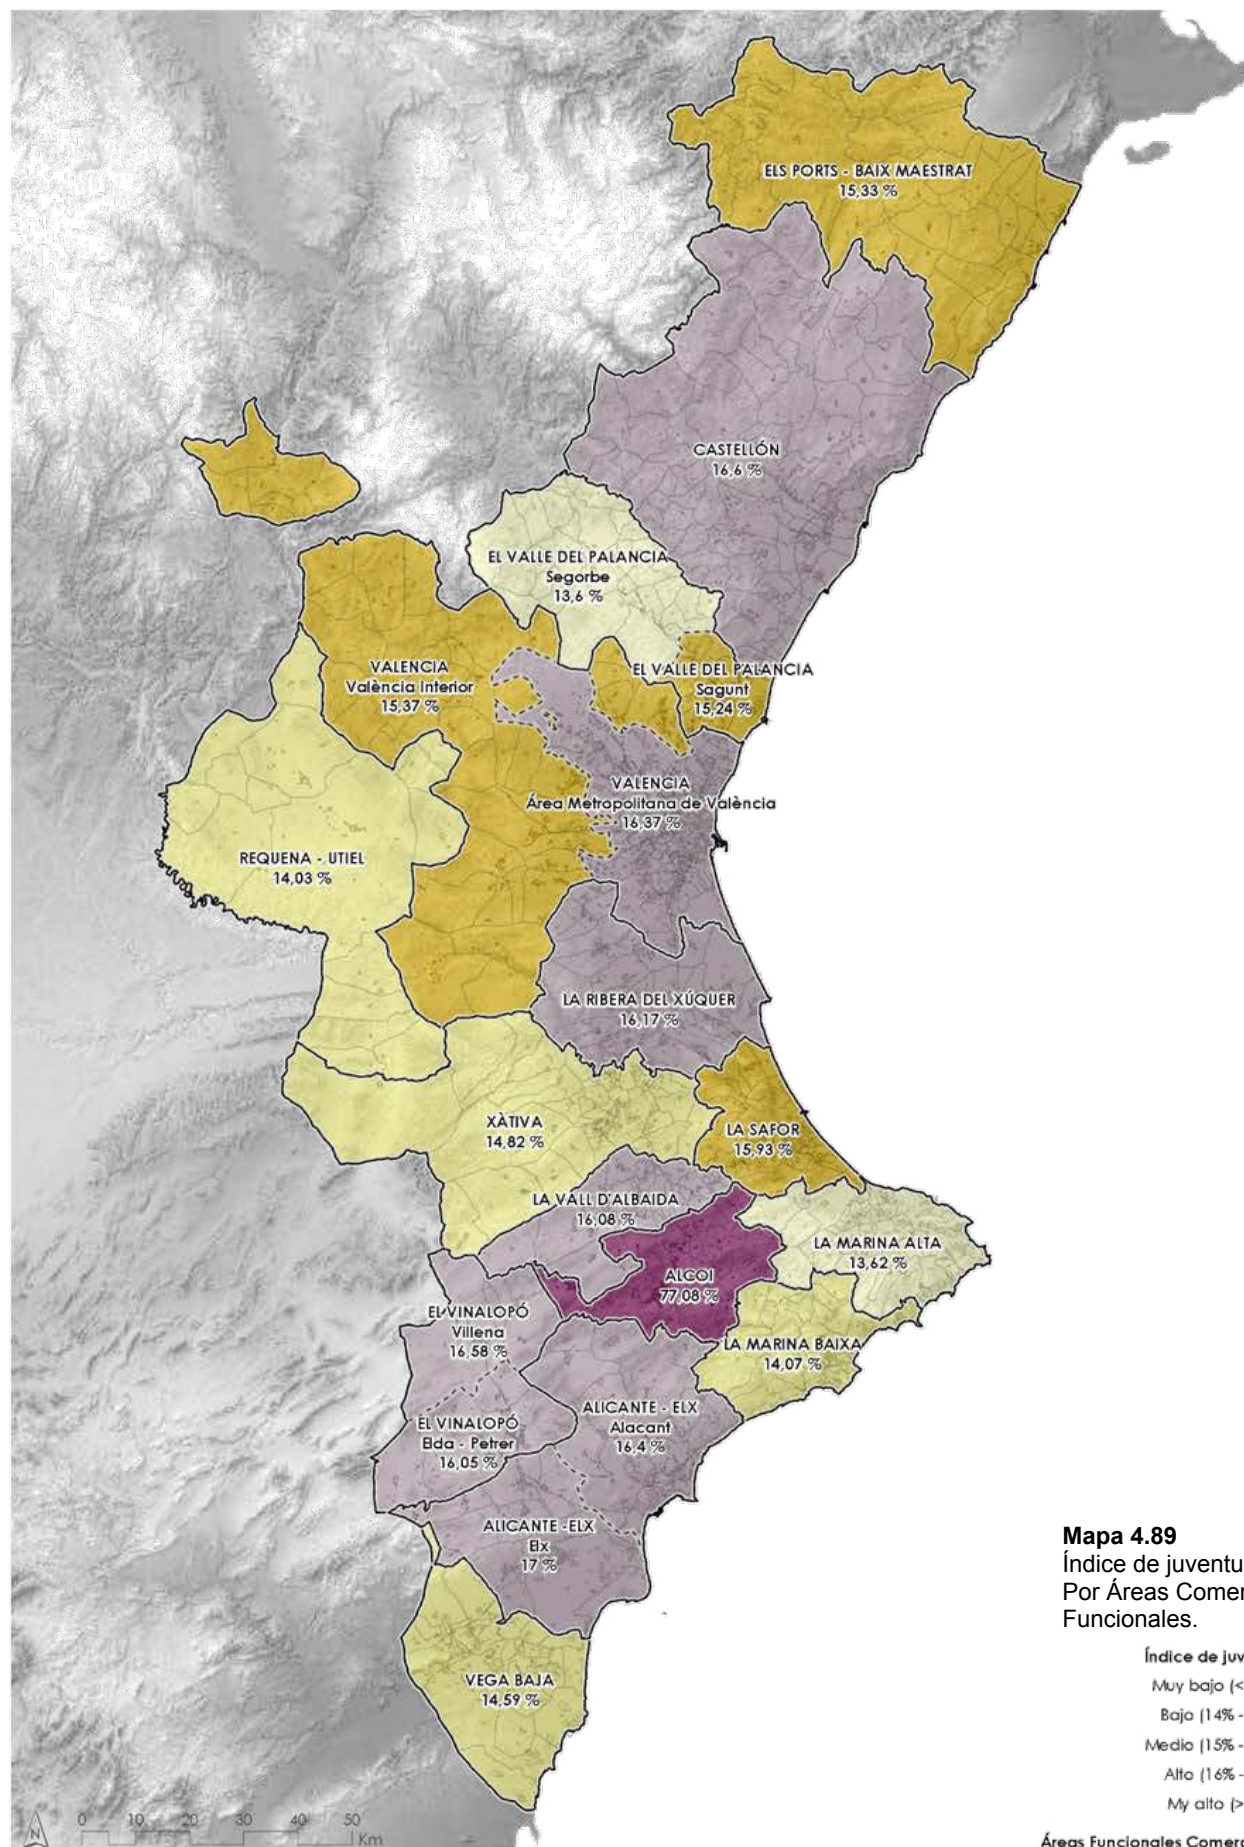 ELS PORTS - BAIX MAESTRAT
15,33 %
CASTELLÓN
16,6 %
EL VALLE DEL PALANCIA
Segorbe
13,6 %
EL VALLE DEL PALANCIA
Sagunt
15,24 %
VALENCIA
València Interior
15,37 %
VALENCIA
Área Metropolitana de València
16,37 %
REQUENA - UTIEL
14,03 %
LA RIBERA DEL XÚQUER
16,17 %
XÀTIVA
14,82 %
LA SAFOR
15,93 %
LA VALL D'ALBAIDA
16,08 %
LA MARINA ALTA
13,62 %
ALCOI
77,08 %
EL VINALOPÓ
Villena
16,58 %
LA MARINA BAIXA
14,07 %
ALICANTE - ELX
Alacant
16,4 %
EL VINALOPÓ
Elda - Petrer
16,05 %
ALICANTE -ELX
Elx
17 %
VEGA BAJA
14,59 %
Mapa 4.89
Índice de juventu
Por Áreas Comer
Funcionales.
Índice de juv
Muy bajo (<
Bajo (14% -
Medio (15% -
Alto (16% -
My alto (>
Áreas Funcionales Comerc
N
0 10 20 30 40 50
Km